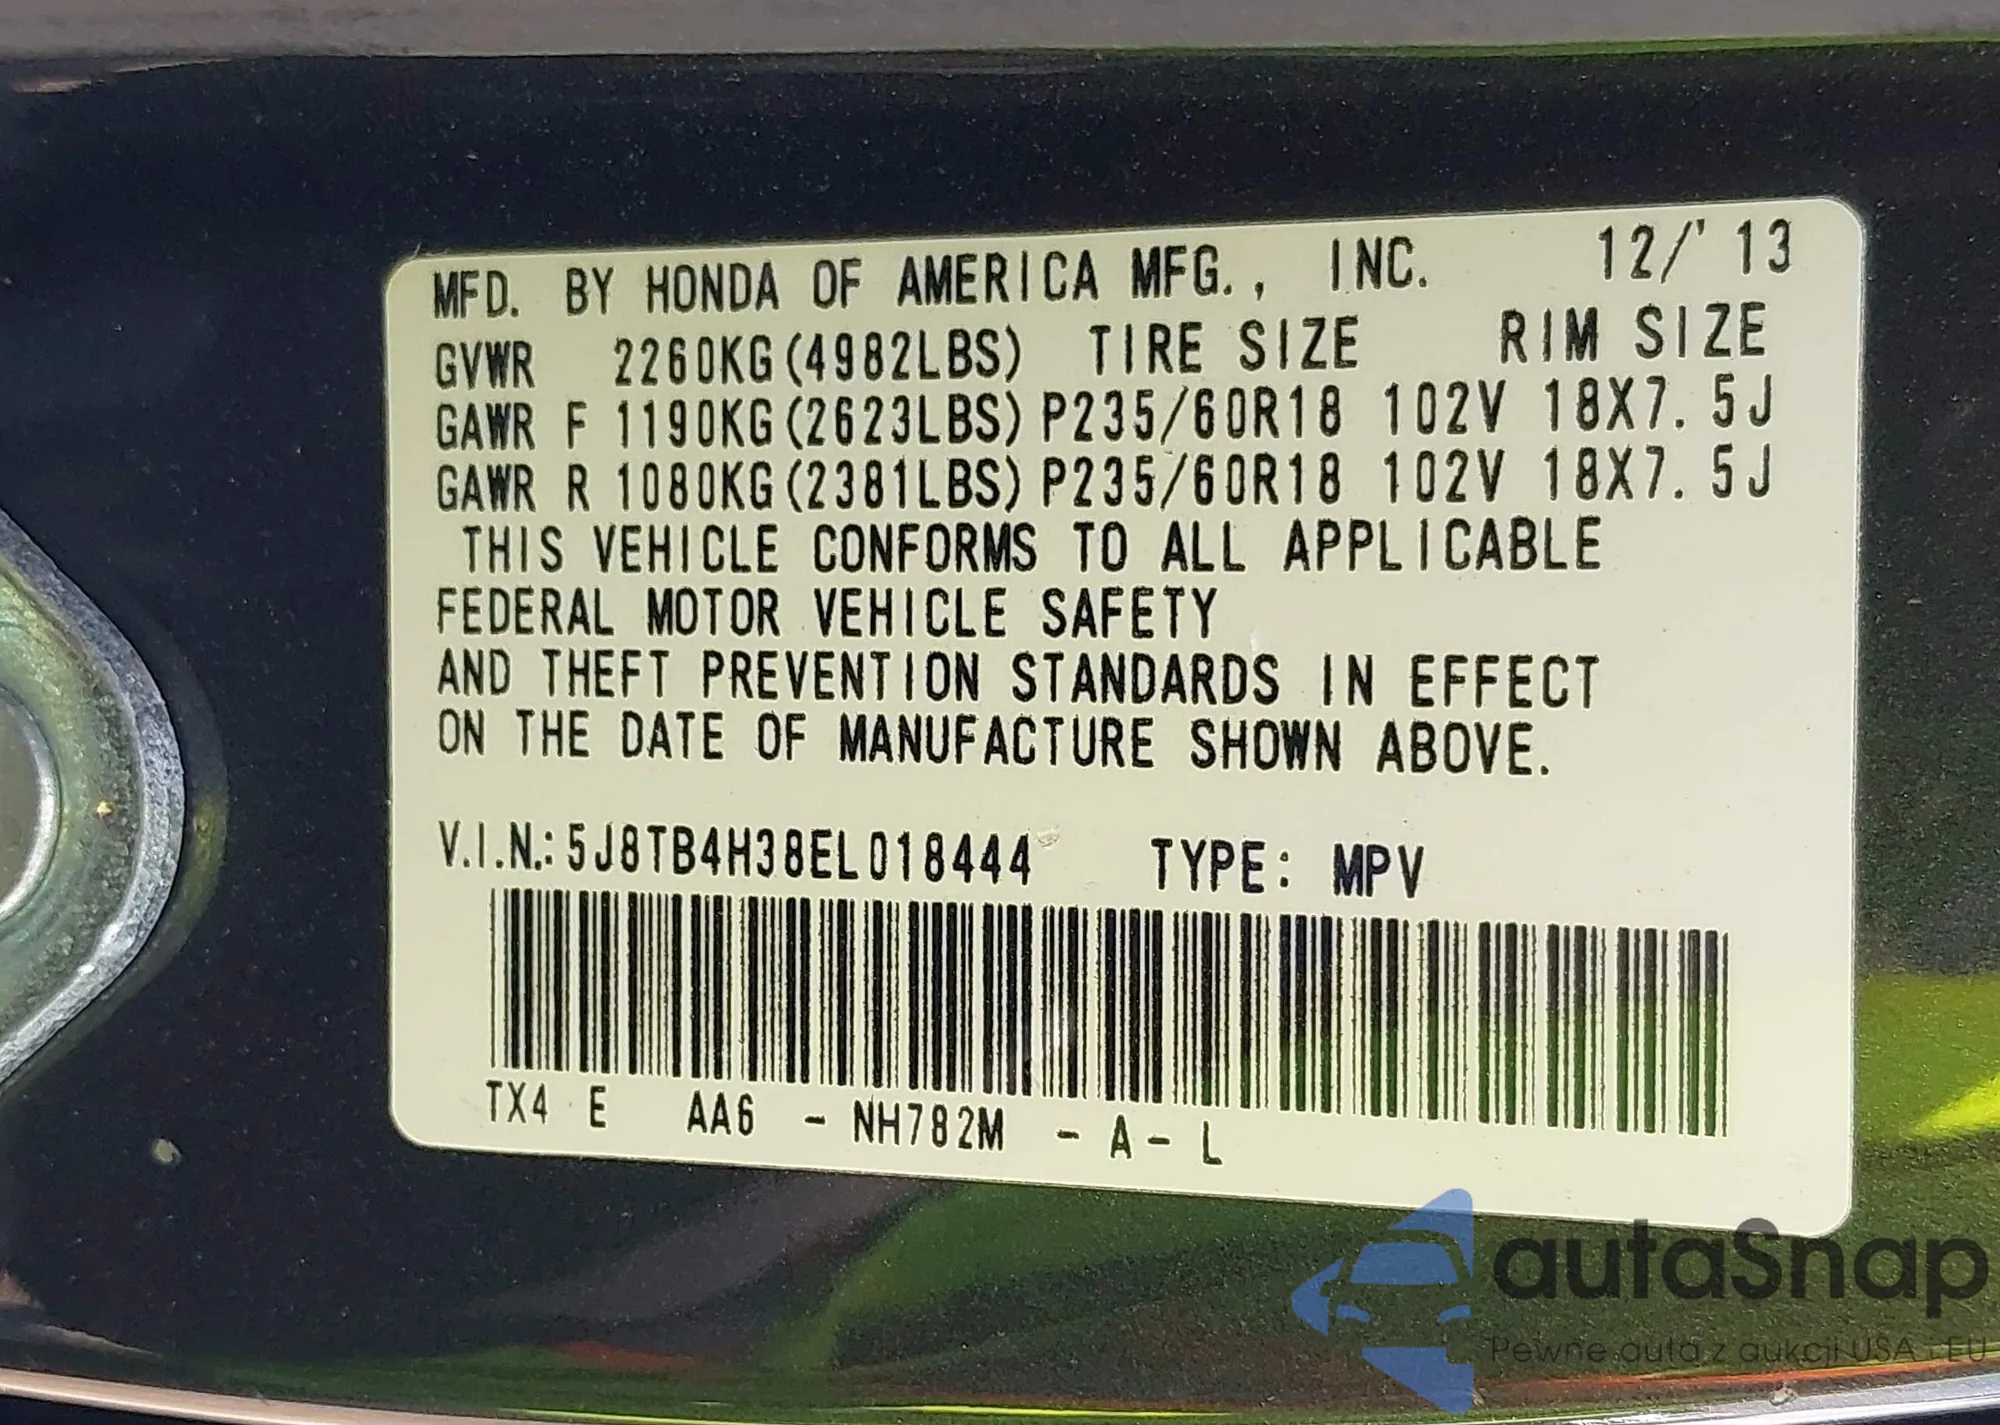 MFD. BY HONDA OF AMERICA MFG., INC. 12/'13
GVWR 2260KG(4982LBS) TIRE SIZE RIM SIZE
GAWR F 1190KG(2623LBS) P235/60R18 102V 18X7.5J
GAWR R 1080KG(2381LBS) P235/60R18 102V 18X7.5J
THIS VEHICLE CONFORMS TO ALL APPLICABLE
FEDERAL MOTOR VEHICLE SAFETY
AND THEFT PREVENTION STANDARDS IN EFFECT
ON THE DATE OF MANUFACTURE SHOWN ABOVE.
V.I.N.: 5J8TB4H38EL018444 TYPE: MPV
TX4 E AA6 - NH782M - A - L
autaSnap
Pewne auta z aukcji USA i EU